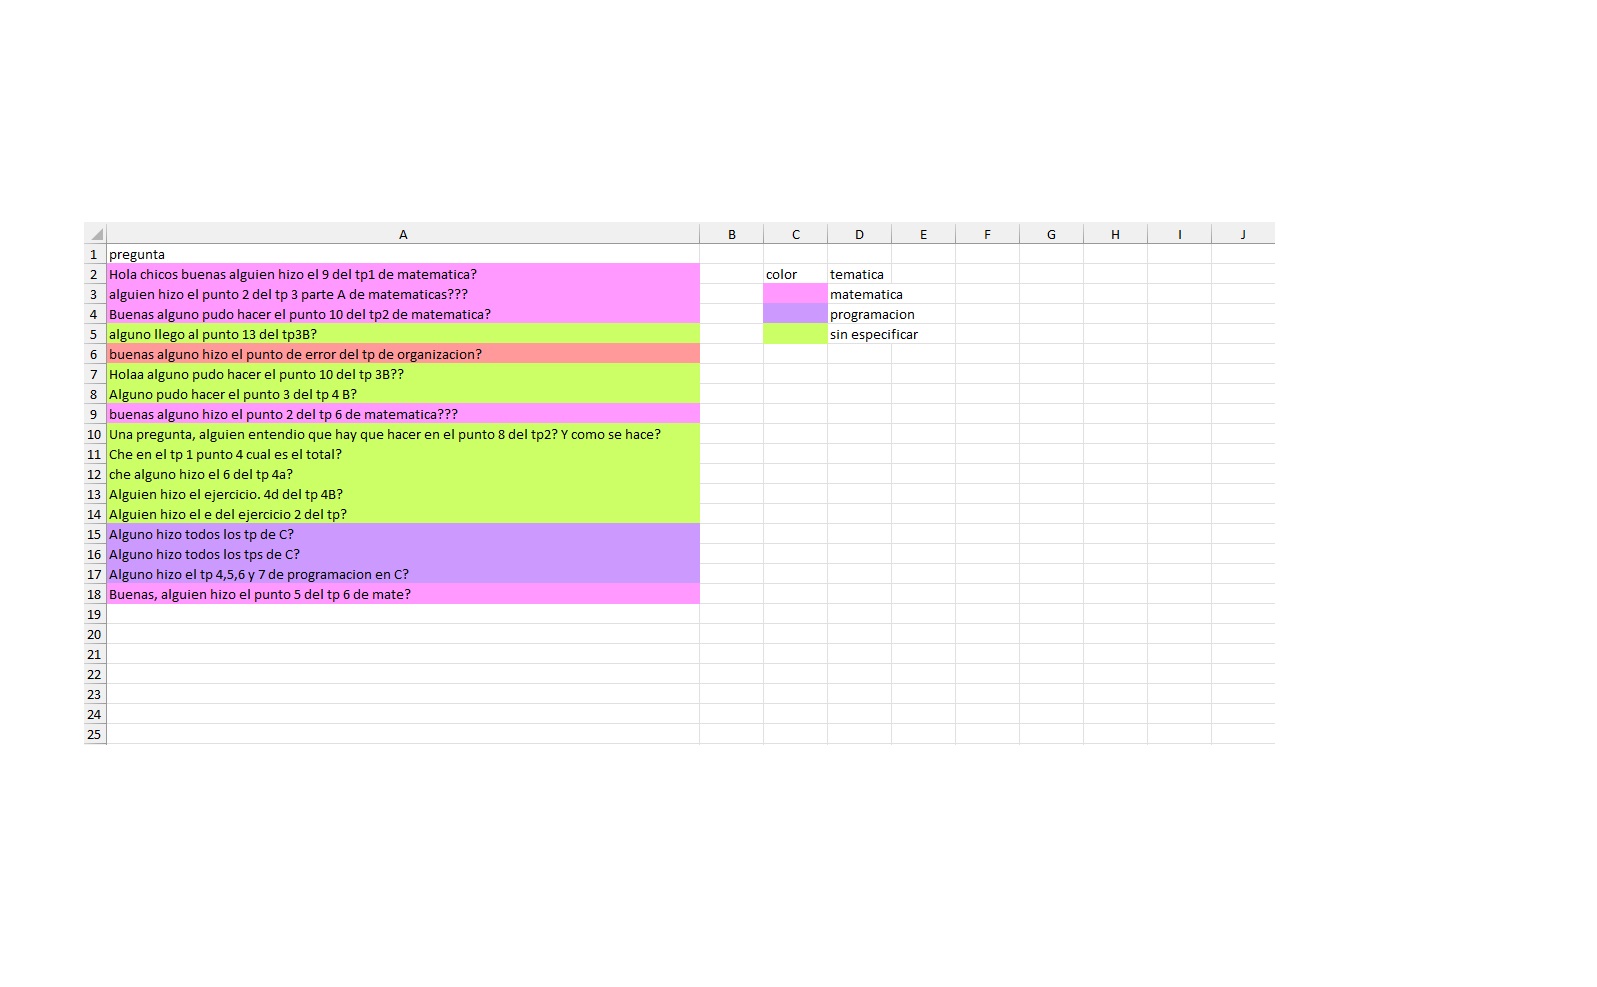 A B C D E F G H I J
1 pregunta
2 Hola chicos buenas alguien hizo el 9 del tp1 de matematica? color tematica
3 alguien hizo el punto 2 del tp 3 parte A de matematicas??? matematica
4 Buenas alguno pudo hacer el punto 10 del tp2 de matematica? programacion
5 alguno llego al punto 13 del tp3B? sin especificar
6 buenas alguno hizo el punto de error del tp de organizacion?
7 Holaa alguno pudo hacer el punto 10 del tp 3B??
8 Alguno pudo hacer el punto 3 del tp 4 B?
9 buenas alguno hizo el punto 2 del tp 6 de matematica???
10 Una pregunta, alguien entendio que hay que hacer en el punto 8 del tp2? Y como se hace?
11 Che en el tp 1 punto 4 cual es el total?
12 che alguno hizo el 6 del tp 4a?
13 Alguien hizo el ejercicio. 4d del tp 4B?
14 Alguien hizo el e del ejercicio 2 del tp?
15 Alguno hizo todos los tp de C?
16 Alguno hizo todos los tps de C?
17 Alguno hizo el tp 4,5,6 y 7 de programacion en C?
18 Buenas, alguien hizo el punto 5 del tp 6 de mate?
19
20
21
22
23
24
25